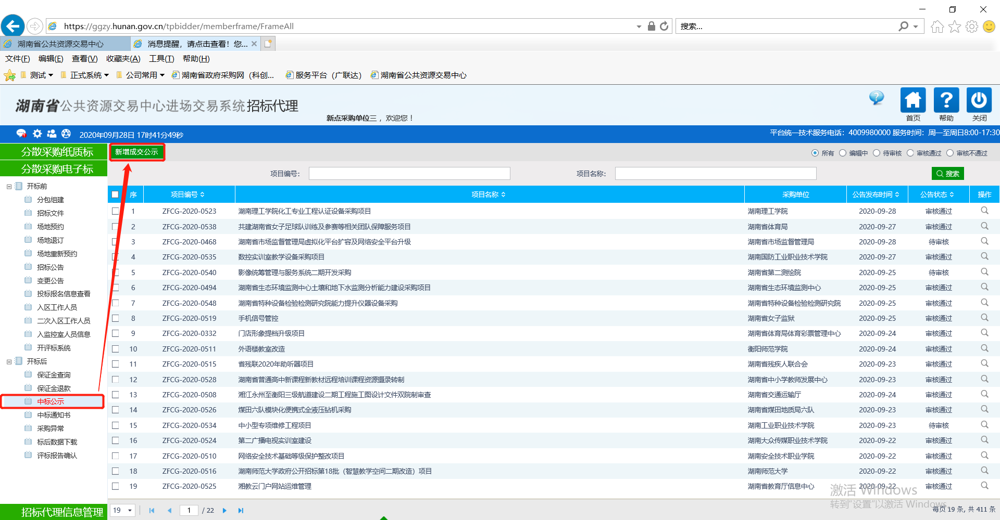 https://ggzy.hunan.gov.cn/tpbidder/memberframe/FrameAll
搜索...
湖南省公共资源交易中心
消息提醒，请点击查看！您...
文件(F) 编辑(E) 查看(V) 收藏夹(A) 工具(T) 帮助(H)
测试 正式系统 公司常用 湖南省政府采购网（科创... 服务平台（广联达） 湖南省公共资源交易中心
湖南省公共资源交易中心进场交易系统招标代理
新点采购单位三， 欢迎您！
首页 帮助 关闭
2020年09月28日 17时41分49秒
平台统一技术服务电话：4009980000 服务时间：周一至周日8:00-17:30
分散采购纸质标
分散采购电子标
开标前
分包组建
招标文件
场地预约
场地退订
场地重新预约
招标公告
变更公告
投标报名信息查看
入区工作人员
二次入区工作人员
入监控室人员信息
开评标系统
开标后
保证金查询
保证金退款
中标公示
中标通知书
采购异常
标后数据下载
评标报告确认
招标代理信息管理
新增成交公示
所有 编辑中 待审核 审核通过 审核不通过
项目编号：
项目名称：
搜索
序 项目编号 项目名称 采购单位 公告发布时间 公告状态 操作
1 ZFCG-2020-0523 湖南理工学院化工专业工程认证设备采购项目 湖南理工学院 2020-09-28 审核通过
2 ZFCG-2020-0538 共建湖南省女子足球队训练及参赛等相关团队保障服务项目 湖南省体育局 2020-09-27 审核通过
3 ZFCG-2020-0468 湖南省市场监督管理局虚拟化平台扩容及网络安全平台升级 湖南省市场监督管理局 2020-09-28 待审核
4 ZFCG-2020-0535 数控实训室教学设备采购项目 湖南国防工业职业技术学院 2020-09-27 审核通过
5 ZFCG-2020-0540 影像统筹管理与服务系统二期开发采购 湖南省第二测绘院 2020-09-25 待审核
6 ZFCG-2020-0494 湖南省生态环境监测中心土壤和地下水监测分析能力建设采购项目 湖南省生态环境监测中心 2020-09-25 审核通过
7 ZFCG-2020-0548 湖南省特种设备检验检测研究院能力提升仪器设备采购 湖南省特种设备检验检测研究院 2020-09-25 审核通过
8 ZFCG-2020-0519 手机信号管控 湖南省女子监狱 2020-09-25 审核通过
9 ZFCG-2020-0332 门店形象提档升级项目 湖南省体育局体育彩票管理中心 2020-09-24 审核通过
10 ZFCG-2020-0511 外语楼教室改造 衡阳师范学院 2020-09-24 审核通过
11 ZFCG-2020-0515 省残联2020年助听器项目 湖南省残疾人联合会 2020-09-23 审核通过
12 ZFCG-2020-0528 湖南省普通高中新课程新教材远程培训课程资源摄录转制 湖南省中小学教师发展中心 2020-09-23 审核通过
13 ZFCG-2020-0508 湘江永州至衡阳三级航道建设二期工程施工图设计文件双院制审查 湖南省交通运输厅 2020-09-24 审核通过
14 ZFCG-2020-0526 煤田六队模块化便携式全液压钻机采购 湖南省煤田地质局六队 2020-09-23 审核通过
15 ZFCG-2020-0534 中小型专项维修工程项目 湖南工业职业技术学院 2020-09-23 待审核
16 ZFCG-2020-0524 第二广播电视实训室建设 湖南大众传媒职业技术学院 2020-09-22 审核通过
17 ZFCG-2020-0510 网络安全技术基础等级保护整改项目 湖南安全技术职业学院 2020-09-22 审核通过
18 ZFCG-2020-0516 湖南师范大学政府公开招标第18批（智慧教学空间二期改造）项目 湖南师范大学 2020-09-22 审核通过
19 ZFCG-2020-0525 湘教云门户网站运维管理 湖南省教育厅信息中心 2020-09-22 审核通过
激活 Windows
转到"设置"以激活 Windows。
19 1 / 22
每页 19 条, 共 411 条